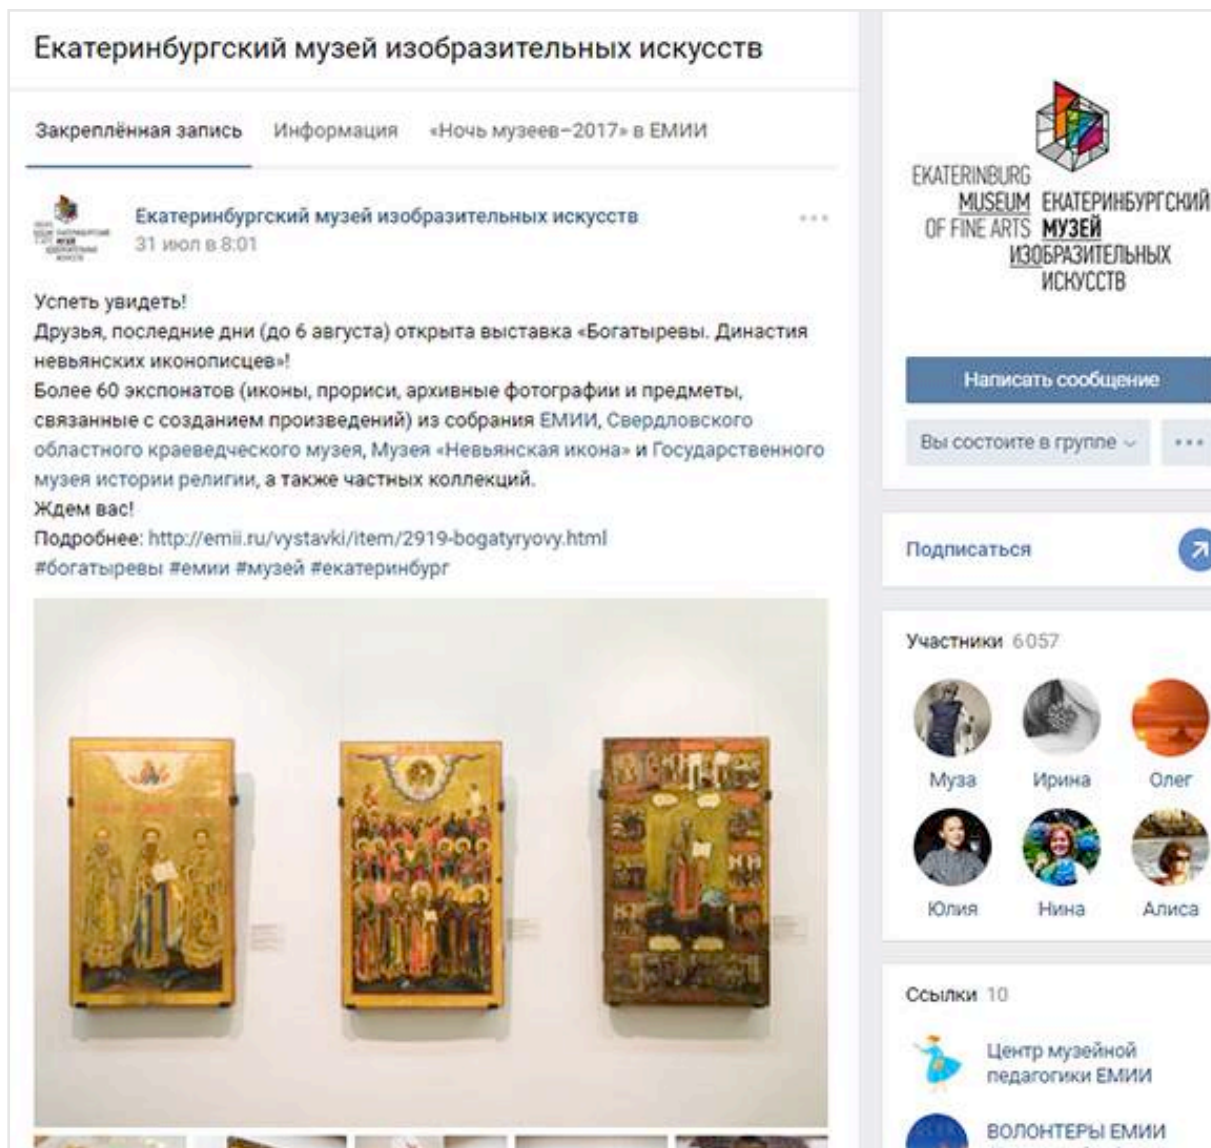 Екатеринбургский музей изобразительных искусств
Закреплённая запись Информация «Ночь музеев–2017» в ЕМИИ
Екатеринбургский музей изобразительных искусств
31 июл в 8:01
Успеть увидеть!
Друзья, последние дни (до 6 августа) открыта выставка «Богатыревы. Династия
невьянских иконописцев»!
Более 60 экспонатов (иконы, прориси, архивные фотографии и предметы,
связанные с созданием произведений) из собрания ЕМИИ, Свердловского
областного краеведческого музея, Музея «Невьянская икона» и Государственного
музея истории религии, а также частных коллекций.
Ждем вас!
Подробнее: http://emii.ru/vystavki/item/2919-bogatyryovy.html
#богатыревы #емии #музей #екатеринбург
EKATERINBURG
MUSEUM ЕКАТЕРИНБУРГСКИЙ
OF FINE ARTS МУЗЕЙ
ИЗОБРАЗИТЕЛЬНЫХ
ИСКУССТВ
Написать сообщение
Вы состоите в группе
Подписаться
Участники 6057
Муза Ирина Олег
Юлия Нина Алиса
Ссылки 10
Центр музейной
педагогики ЕМИИ
ВОЛОНТЕРЫ ЕМИИ